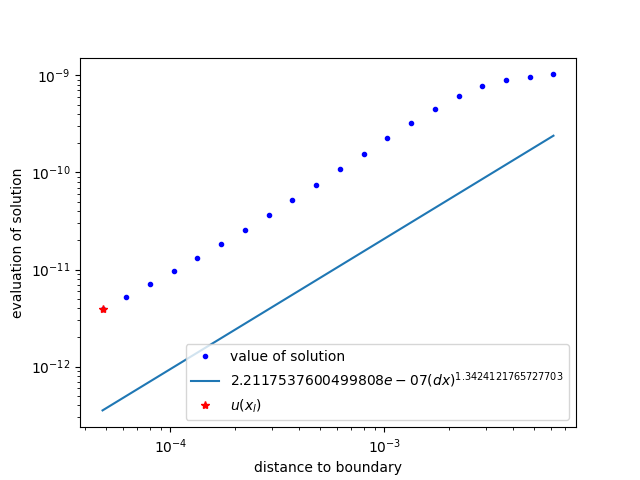 10⁻⁹
10⁻¹⁰
10⁻¹¹
10⁻¹²
evaluation of solution
value of solution
2.2117537600499808e − 07(dx)^1.3424121765727703
u(x_l)
10⁻⁴ 10⁻³
distance to boundary